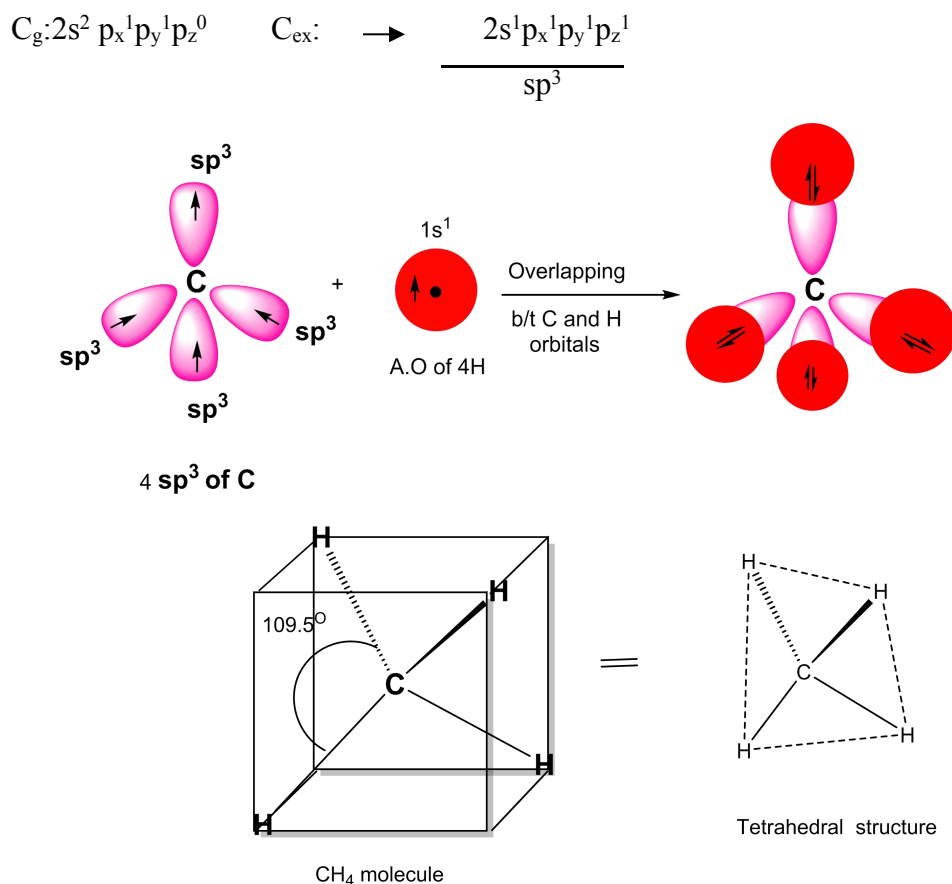 Cg:2s² px¹py¹pz⁰ Cex: → 2s¹px¹py¹pz¹
sp³
sp³
1s¹
C
+
Overlapping
C
sp³
sp³
b/t C and H
orbitals
A.O of 4H
sp³
4 sp³ of C
H
H
H
H
109.5O
C
C
H
H
H
H
Tetrahedral structure
CH₄ molecule